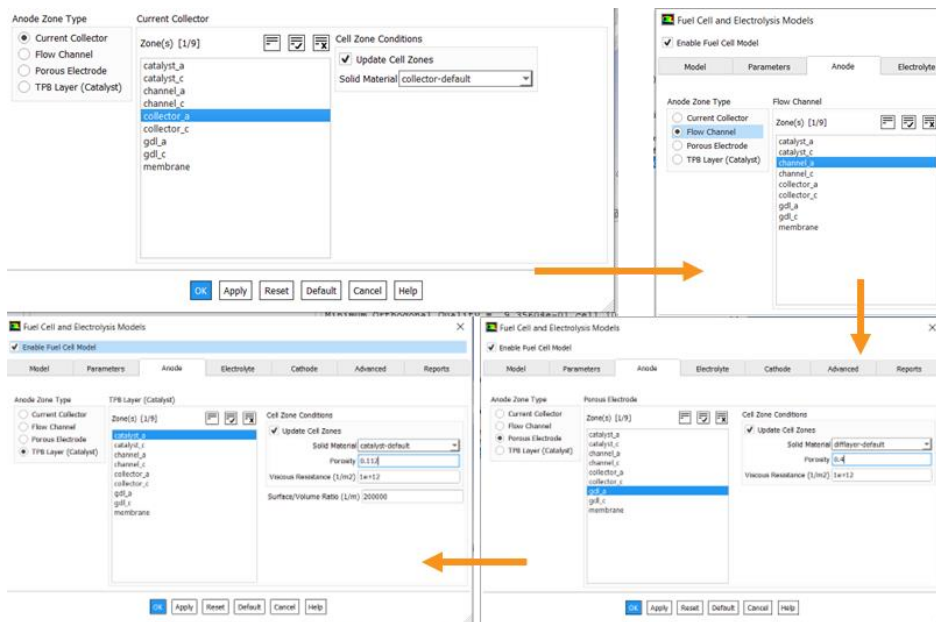 Anode Zone Type
Current Collector
Flow Channel
Porous Electrode
TPB Layer (Catalyst)
Current Collector
Zone(s) [1/9]
catalyst_a
catalyst_c
channel_a
channel_c
collector_a
collector_c
gdl_a
gdl_c
membrane
Cell Zone Conditions
Update Cell Zones
Solid Material collector-default
OK Apply Reset Default Cancel Help
Fuel Cell and Electrolysis Models
Enable Fuel Cell Model
Model Parameters Anode Electrolyte
Anode Zone Type
Current Collector
Flow Channel
Porous Electrode
TPB Layer (Catalyst)
Flow Channel
Zone(s) [1/9]
catalyst_a
catalyst_c
channel_a
channel_c
collector_a
collector_c
gdl_a
gdl_c
membrane
Fuel Cell and Electrolysis Models
Enable Fuel Cell Model
Model Parameters Anode Electrolyte Cathode Advanced Reports
Anode Zone Type
Current Collector
Flow Channel
Porous Electrode
TPB Layer (Catalyst)
TPB Layer (Catalyst)
Zone(s) [1/9]
catalyst_a
catalyst_c
channel_a
channel_c
collector_a
collector_c
gdl_a
gdl_c
membrane
Cell Zone Conditions
Update Cell Zones
Solid Material catalyst-default
Porosity 0.112
Viscous Resistance (1/m2) 1e+12
Surface/Volume Ratio (1/m) 200000
OK Apply Reset Default Cancel Help
Fuel Cell and Electrolysis Models
Enable Fuel Cell Model
Model Parameters Anode Electrolyte Cathode Advanced Reports
Anode Zone Type
Current Collector
Flow Channel
Porous Electrode
TPB Layer (Catalyst)
Porous Electrode
Zone(s) [1/9]
catalyst_a
catalyst_c
channel_a
channel_c
collector_a
collector_c
gdl_a
gdl_c
membrane
Cell Zone Conditions
Update Cell Zones
Solid Material difflayer-default
Porosity 0.4
Viscous Resistance (1/m2) 1e+12
OK Apply Reset Default Cancel Help